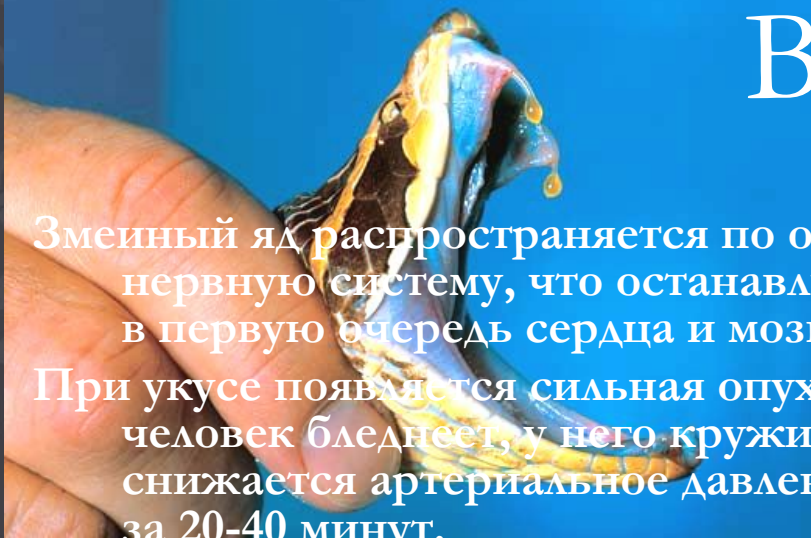 В
Змеиный яд распространяется по о
нервную систему, что останавл
в первую очередь сердца и мозг
При укусе появляется сильная опух
человек бледнеет, у него кружи
снижается артериальное давлен
за 20-40 минут.